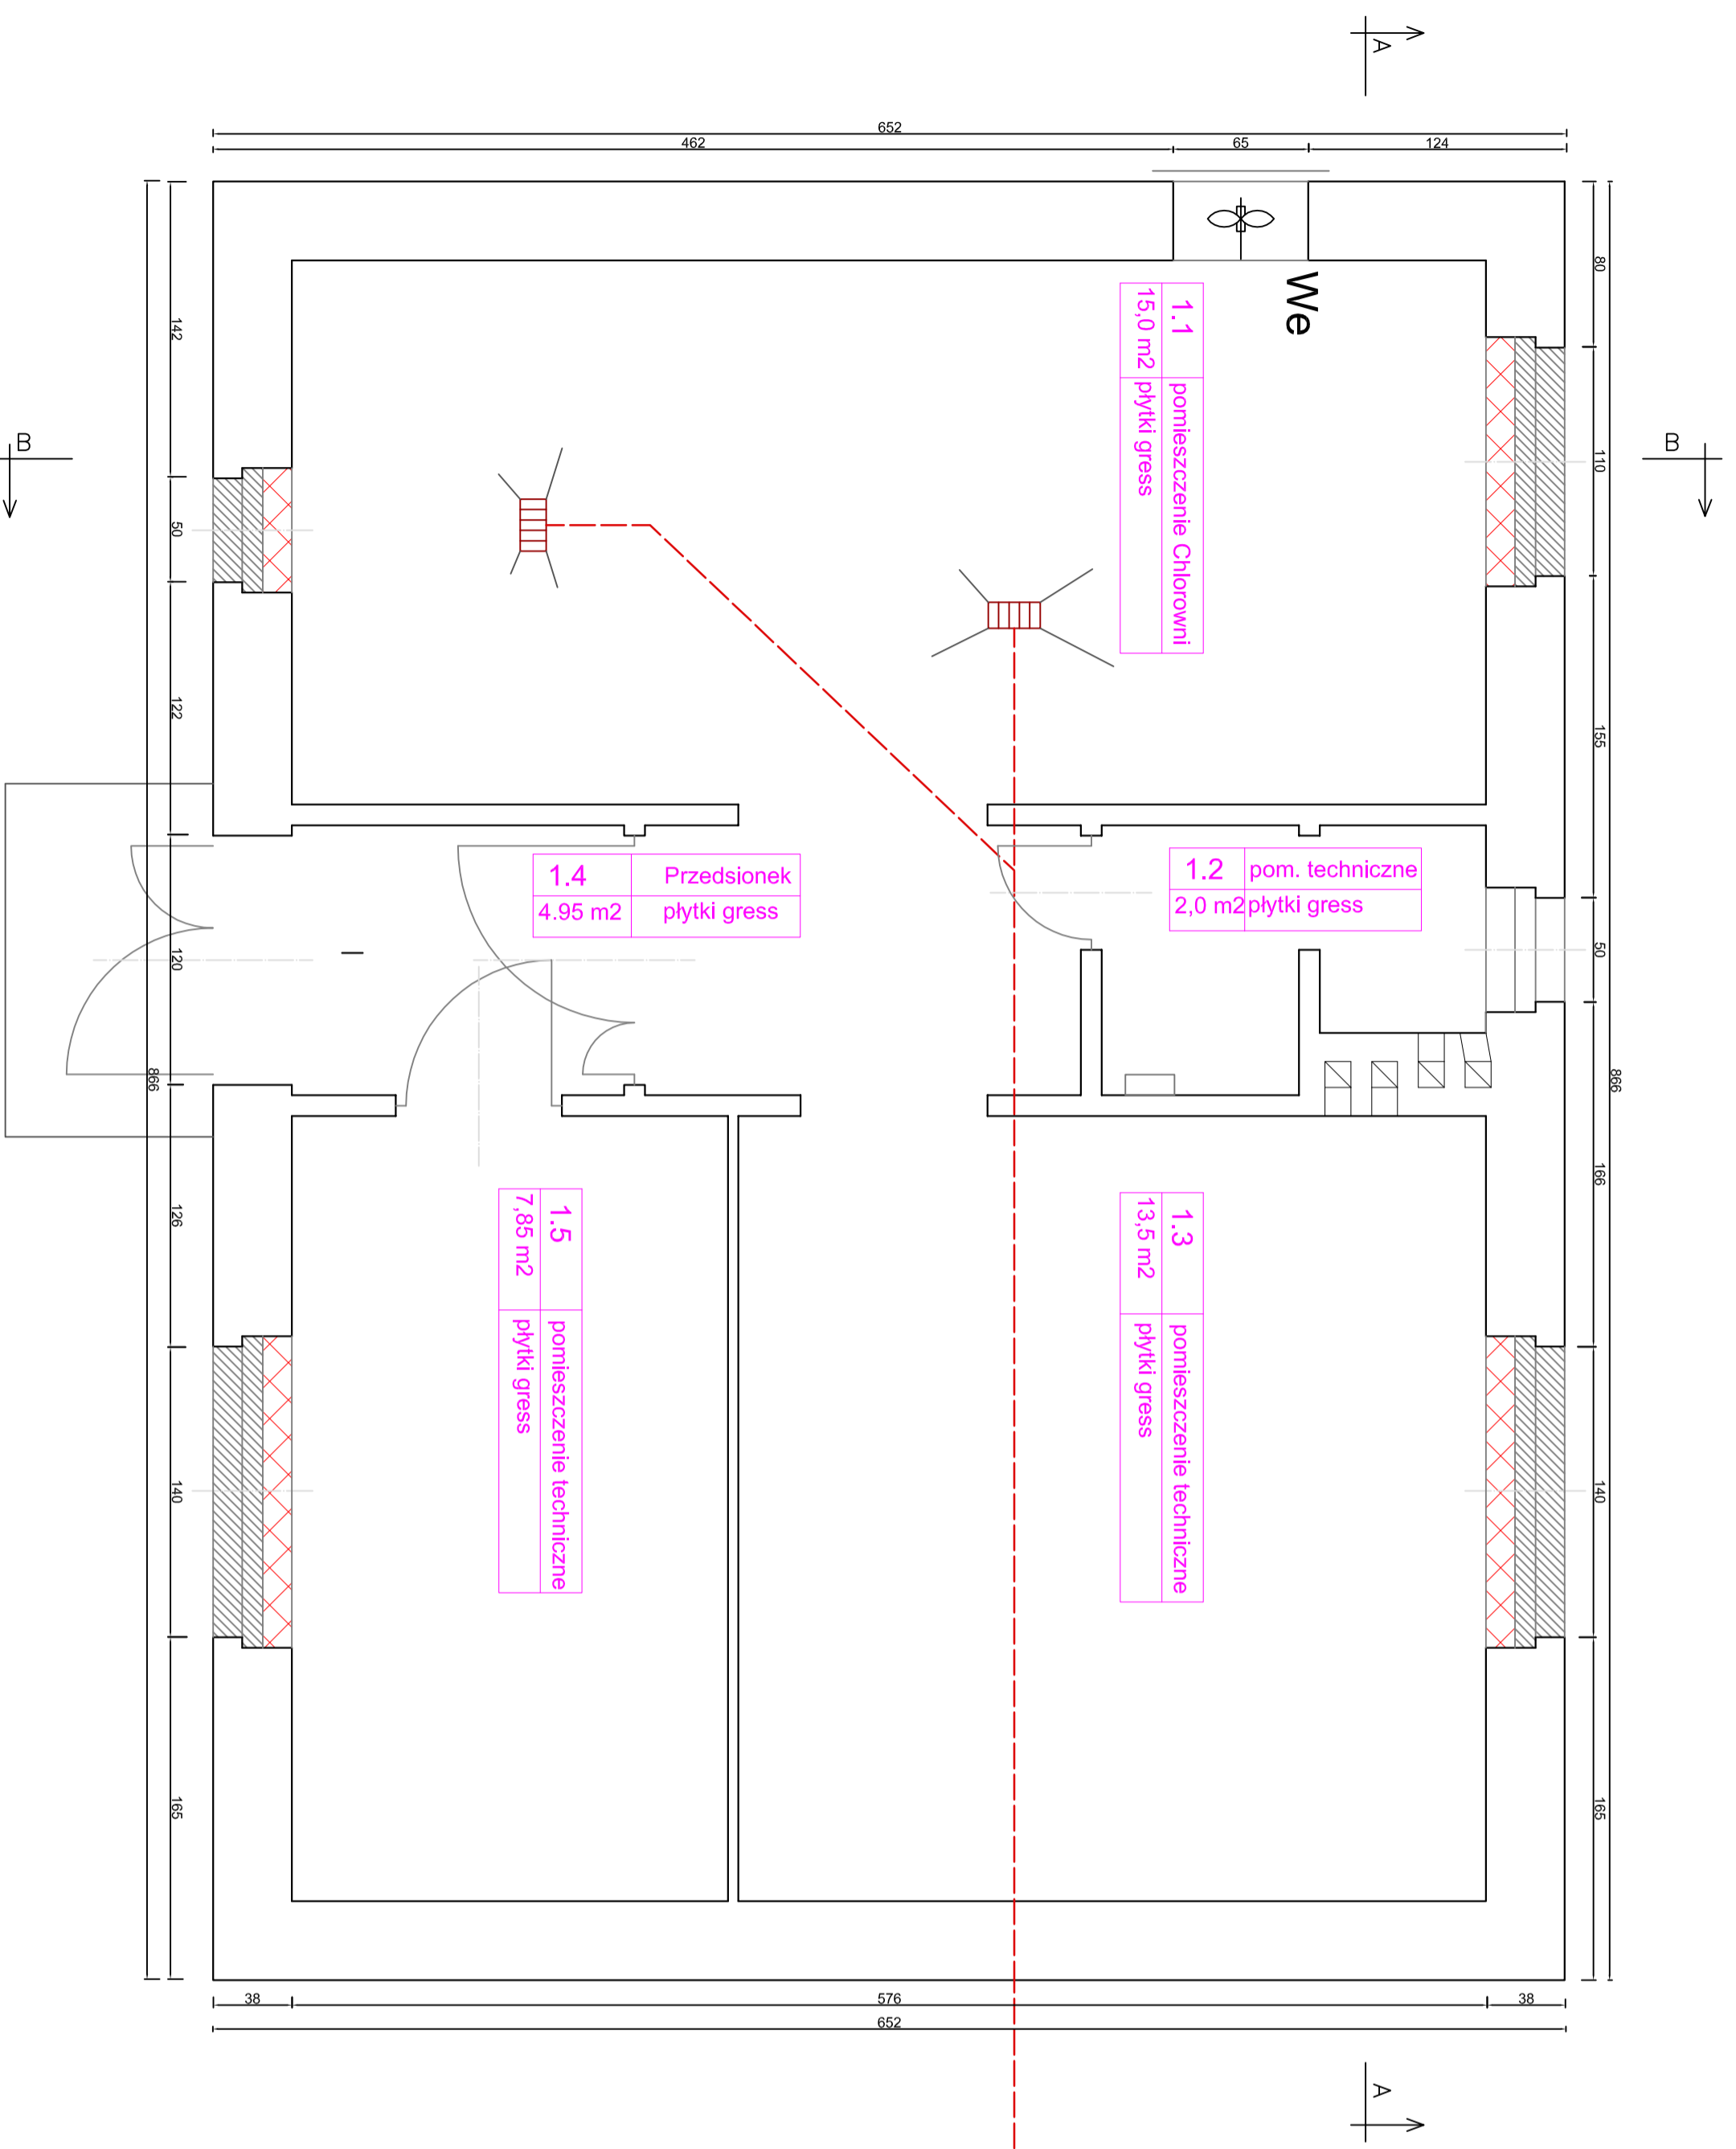 A
652
462
65
124
We
80
1.1
pomieszczenie Chlorowni
15,0 m2
płytki gress
142
B
B
110
50
122
155
1.4
Przedsionek
4.95 m2
płytki gress
1.2
pom. techniczne
2,0 m2
płytki gress
120
50
866
866
126
166
1.5
pomieszczenie techniczne
7,85 m2
płytki gress
1.3
pomieszczenie techniczne
13,5 m2
płytki gress
140
140
165
165
38
576
38
652
A